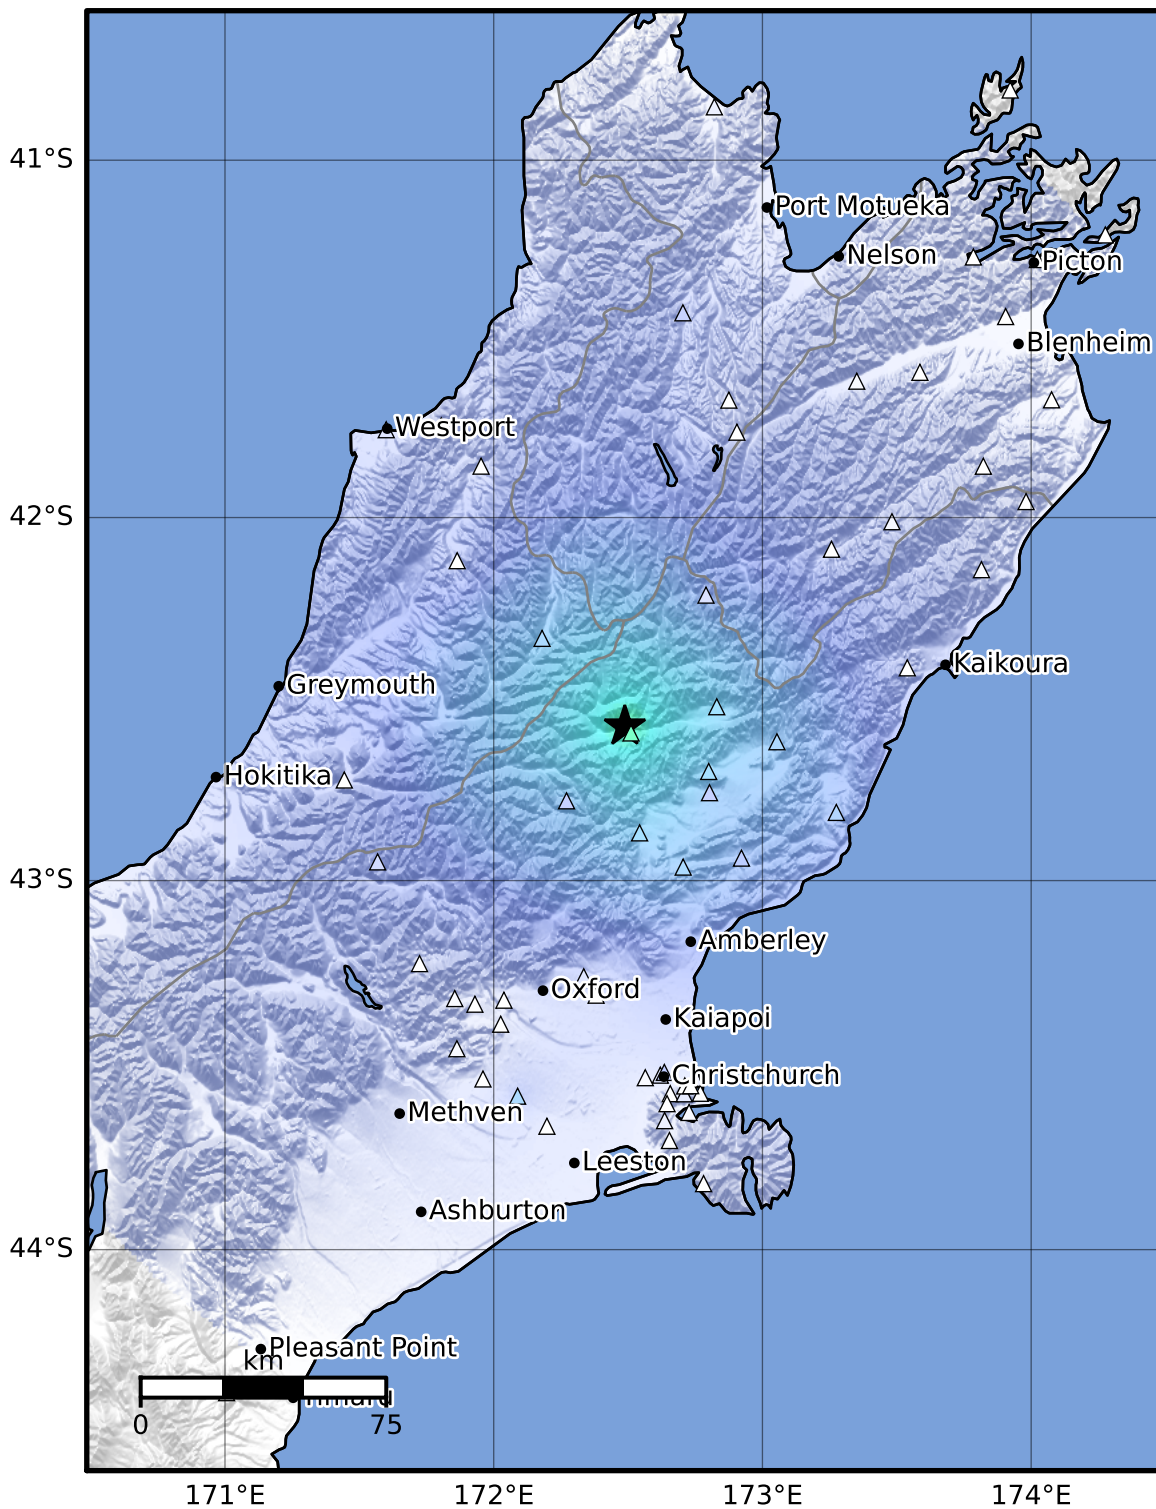 41°S
Port Motueka
Nelson
Picton
Blenheim
Westport
42°S
Kaikoura
Greymouth
Hokitika
43°S
Amberley
Oxford
Kaiapoi
Christchurch
Methven
Leeston
Ashburton
44°S
Pleasant Point
km
0
75
171°E
172°E
173°E
174°E